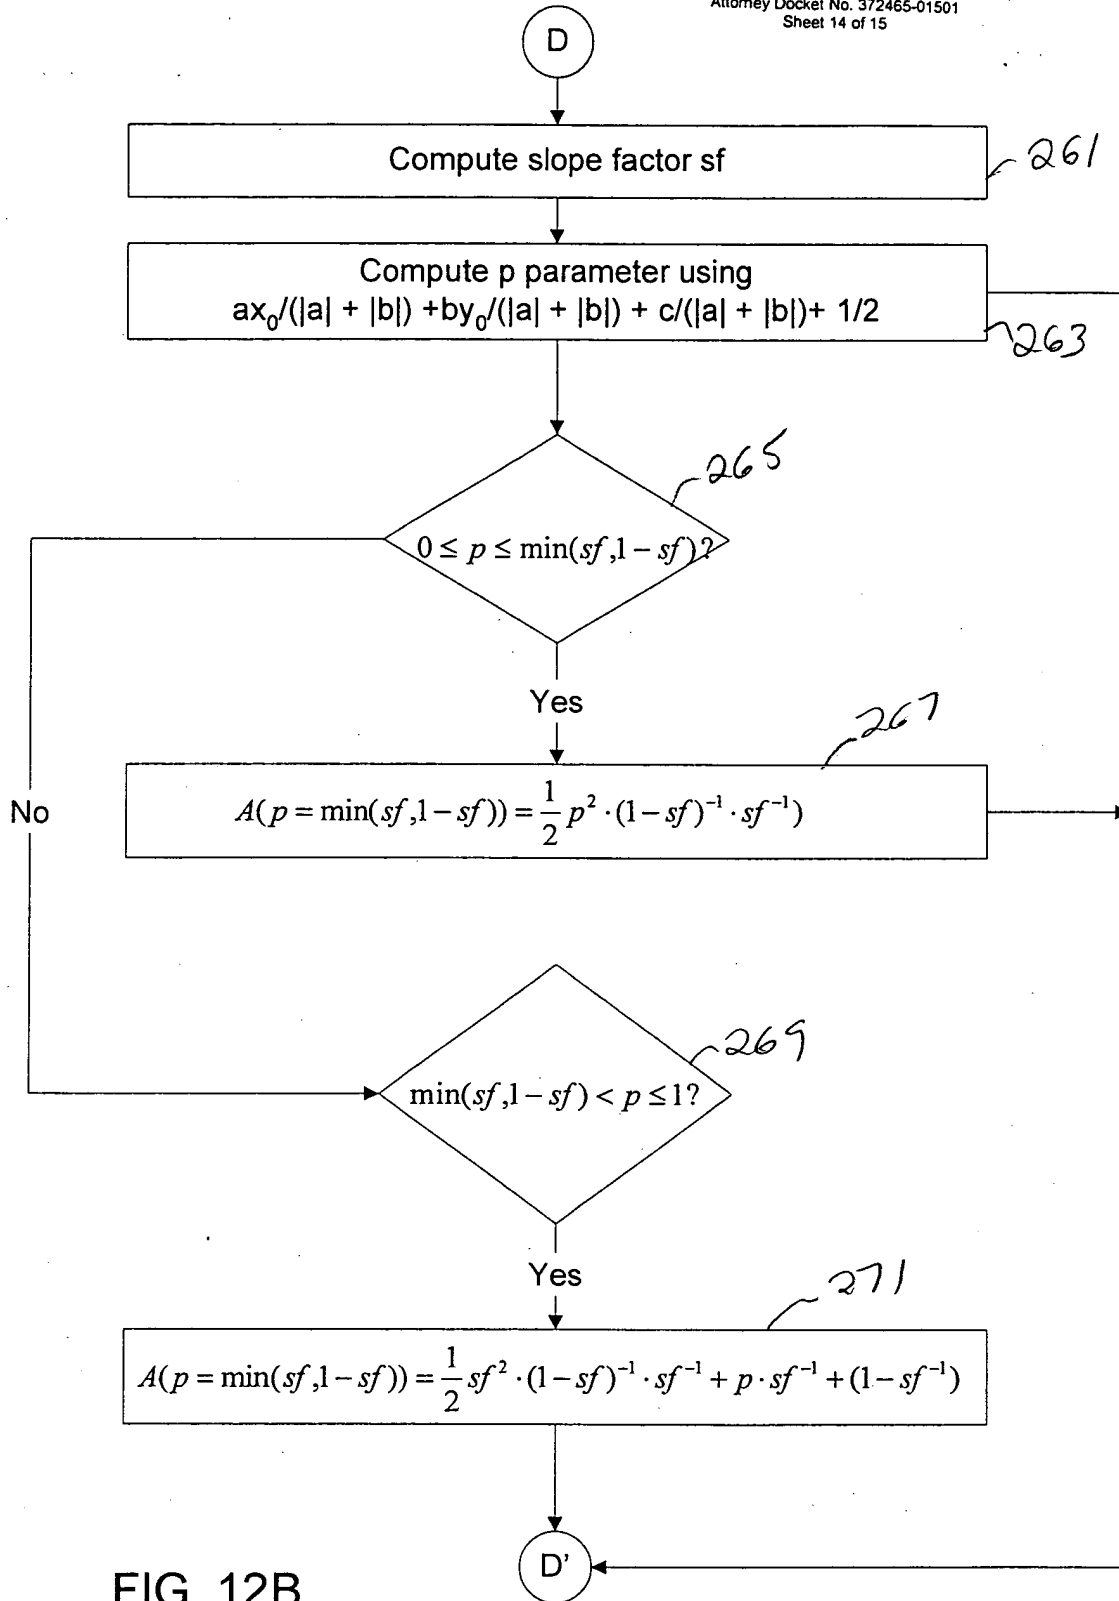 Attorney Docket No. 372465-01501
Sheet 14 of 15
D
Compute slope factor sf
261
Compute p parameter using
ax₀/(|a| + |b|) +by₀/(|a| + |b|) + c/(|a| + |b|)+ 1/2
263
265
0 ≤ p ≤ min(sf,1 − sf)?
Yes
267
No
A(p = min(sf,1 − sf)) = 1/2 p² · (1 − sf)⁻¹ · sf⁻¹)
269
min(sf,1 − sf) < p ≤ 1?
Yes
271
A(p = min(sf,1 − sf)) = 1/2 sf² · (1 − sf)⁻¹ · sf⁻¹ + p · sf⁻¹ + (1 − sf⁻¹)
D'
FIG. 12B